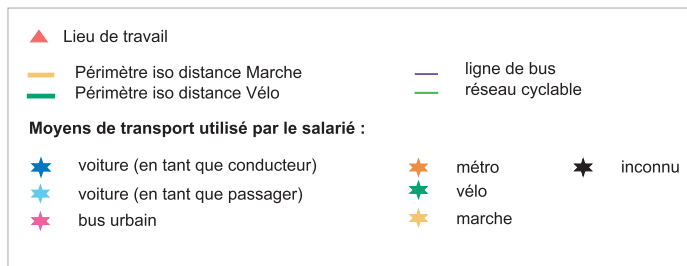 Lieu de travail
Périmètre iso distance Marche
Périmètre iso distance Vélo
ligne de bus
réseau cyclable
Moyens de transport utilisé par le salarié :
voiture (en tant que conducteur)
voiture (en tant que passager)
bus urbain
métro
vélo
marche
inconnu